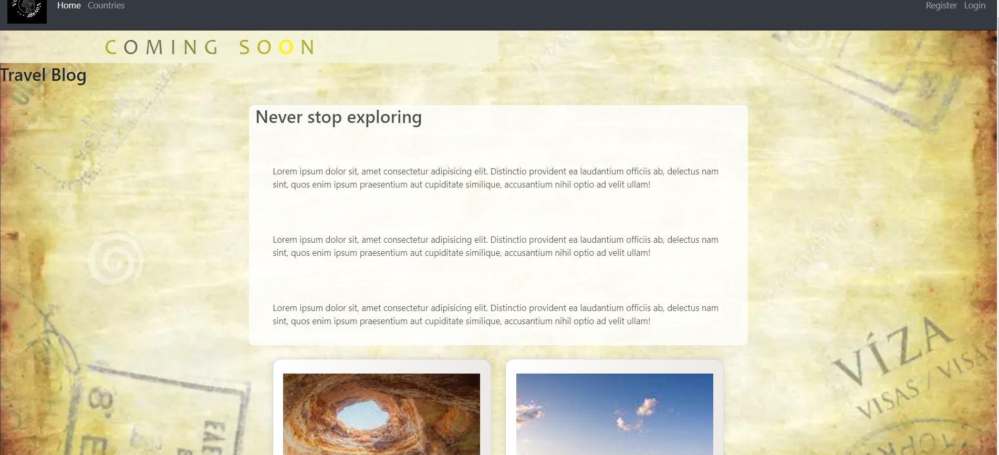 Voyage
Home Countries
Register Login
COMING SOON
Travel Blog
Never stop exploring
Lorem ipsum dolor sit, amet consectetur adipisicing elit. Distinctio provident ea laudantium officiis ab, delectus nam
sint, quos enim ipsum praesentium aut cupiditate similique, accusantium nihil optio ad velit ullam!
Lorem ipsum dolor sit, amet consectetur adipisicing elit. Distinctio provident ea laudantium officiis ab, delectus nam
sint, quos enim ipsum praesentium aut cupiditate similique, accusantium nihil optio ad velit ullam!
Lorem ipsum dolor sit, amet consectetur adipisicing elit. Distinctio provident ea laudantium officiis ab, delectus nam
sint, quos enim ipsum praesentium aut cupiditate similique, accusantium nihil optio ad velit ullam!
VÍZA
VISAS / VISAS
8' E